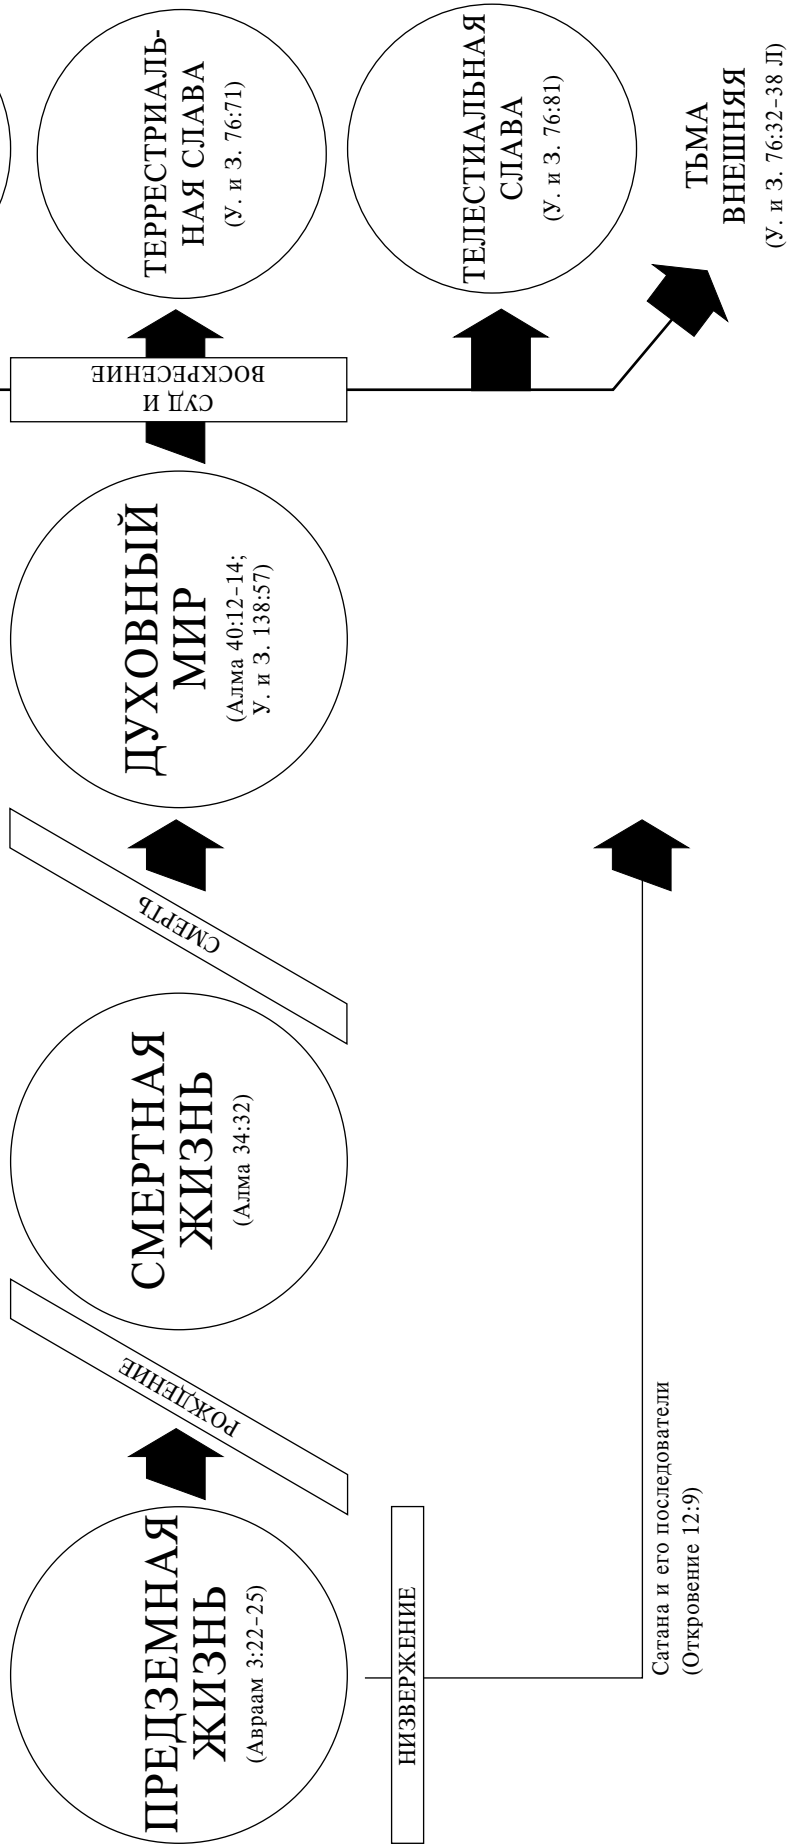 ПРЕДЗЕМНАЯ
ЖИЗНЬ
(Авраам 3:22–25)
РОЖДЕНИЕ
СМЕРТНАЯ
ЖИЗНЬ
(Алма 34:32)
СМЕРТЬ
ДУХОВНЫЙ
МИР
(Алма 40:12–14;
У. и З. 138:57)
СУД И
ВОСКРЕСЕНИЕ
ТЕРРЕСТРИАЛЬ-
НАЯ СЛАВА
(У. и З. 76:71)
ТЕЛЕСТИАЛЬНАЯ
СЛАВА
(У. и З. 76:81)
ТЬМА
ВНЕШНЯЯ
(У. и З. 76:32–38 Л)
НИЗВЕРЖЕНИЕ
Сатана и его последователи
(Откровение 12:9)